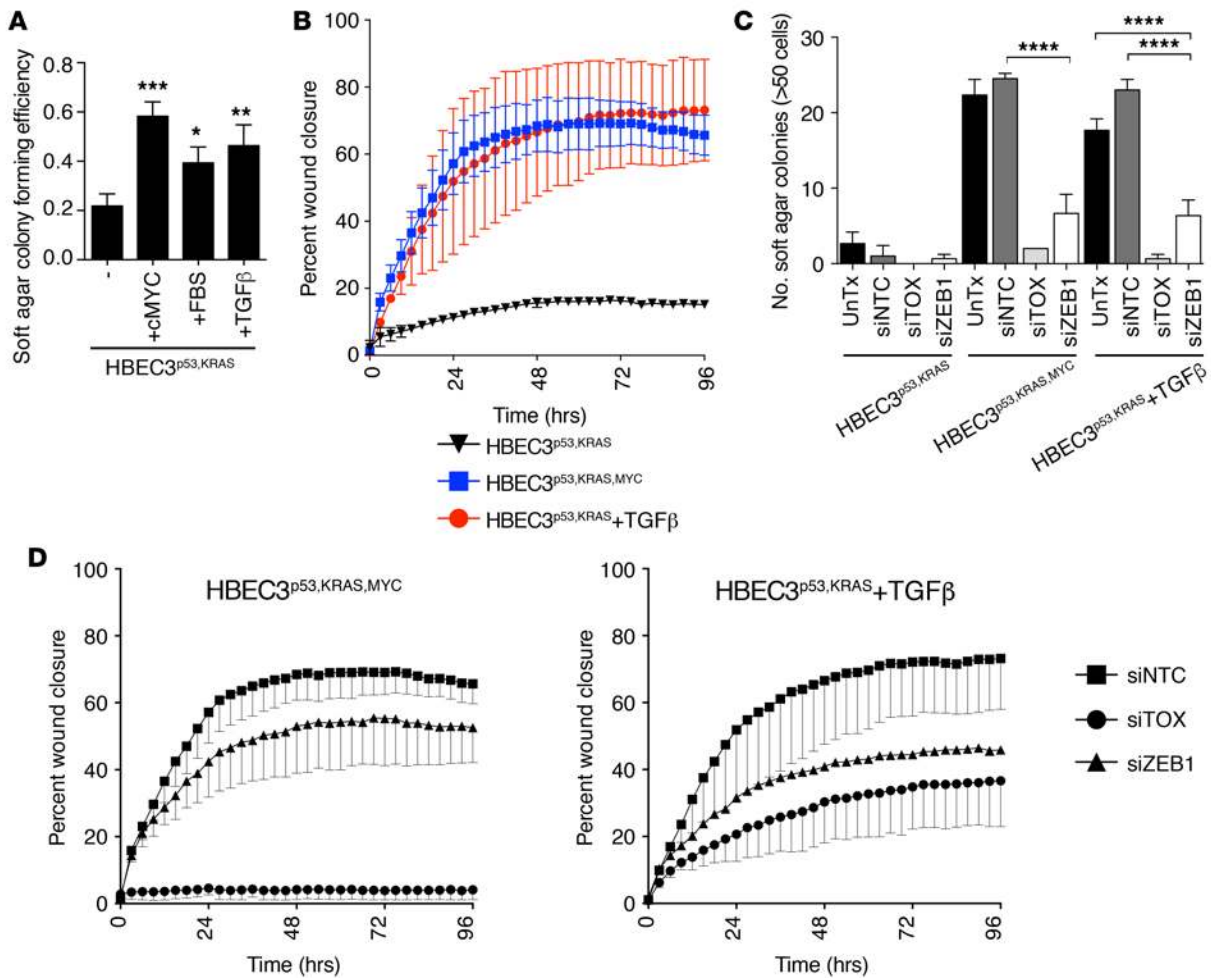 A
Soft agar colony forming efficiency
0.8
0.6
0.4
0.2
0.0
***
*
**
-
+cMYC
+FBS
+TGFβ
HBEC3p53,KRAS
B
Percent wound closure
100
80
60
40
20
0
0
24
48
72
96
Time (hrs)
HBEC3p53,KRAS
HBEC3p53,KRAS,MYC
HBEC3p53,KRAS+TGFβ
C
No. soft agar colonies (>50 cells)
30
20
10
0
****
****
****
UnTx
siNTC
siTOX
siZEB1
UnTx
siNTC
siTOX
siZEB1
UnTx
siNTC
siTOX
siZEB1
HBEC3p53,KRAS
HBEC3p53,KRAS,MYC
HBEC3p53,KRAS+TGFβ
D
HBEC3p53,KRAS,MYC
Percent wound closure
100
80
60
40
20
0
0
24
48
72
96
Time (hrs)
HBEC3p53,KRAS+TGFβ
Percent wound closure
100
80
60
40
20
0
0
24
48
72
96
Time (hrs)
siNTC
siTOX
siZEB1